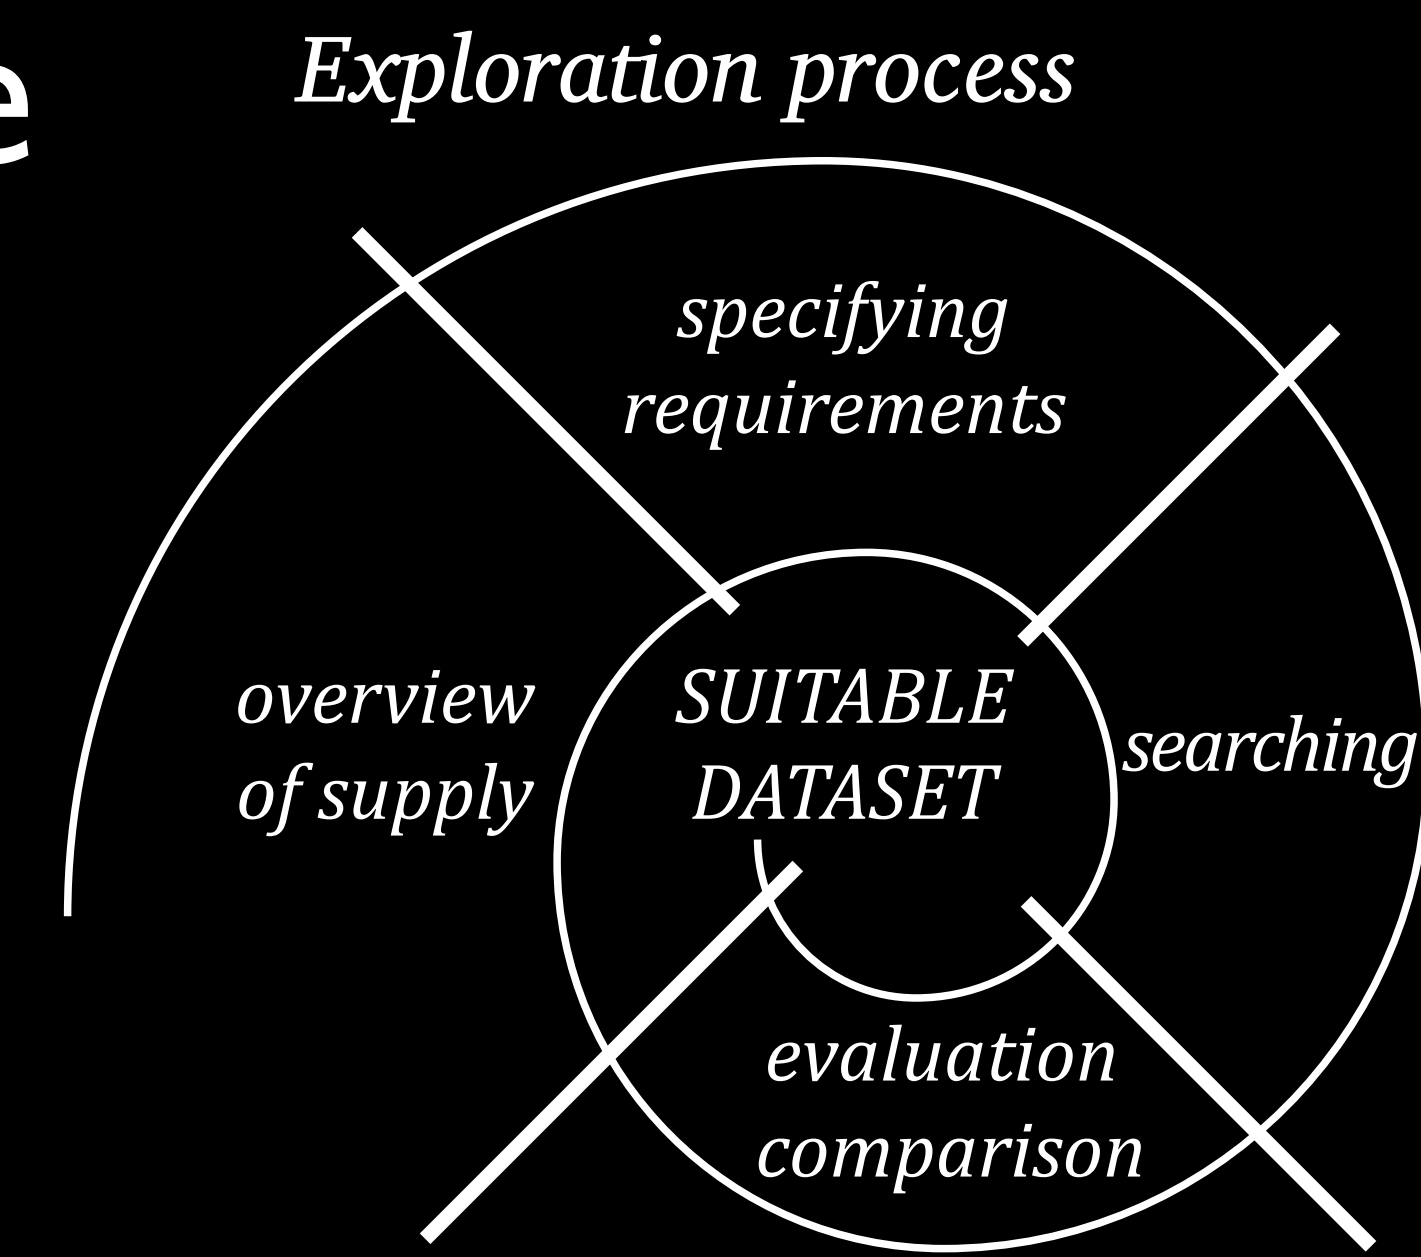 e
Exploration process
specifying
requirements
overview
of supply
SUITABLE
DATASET
searching
evaluation
comparison